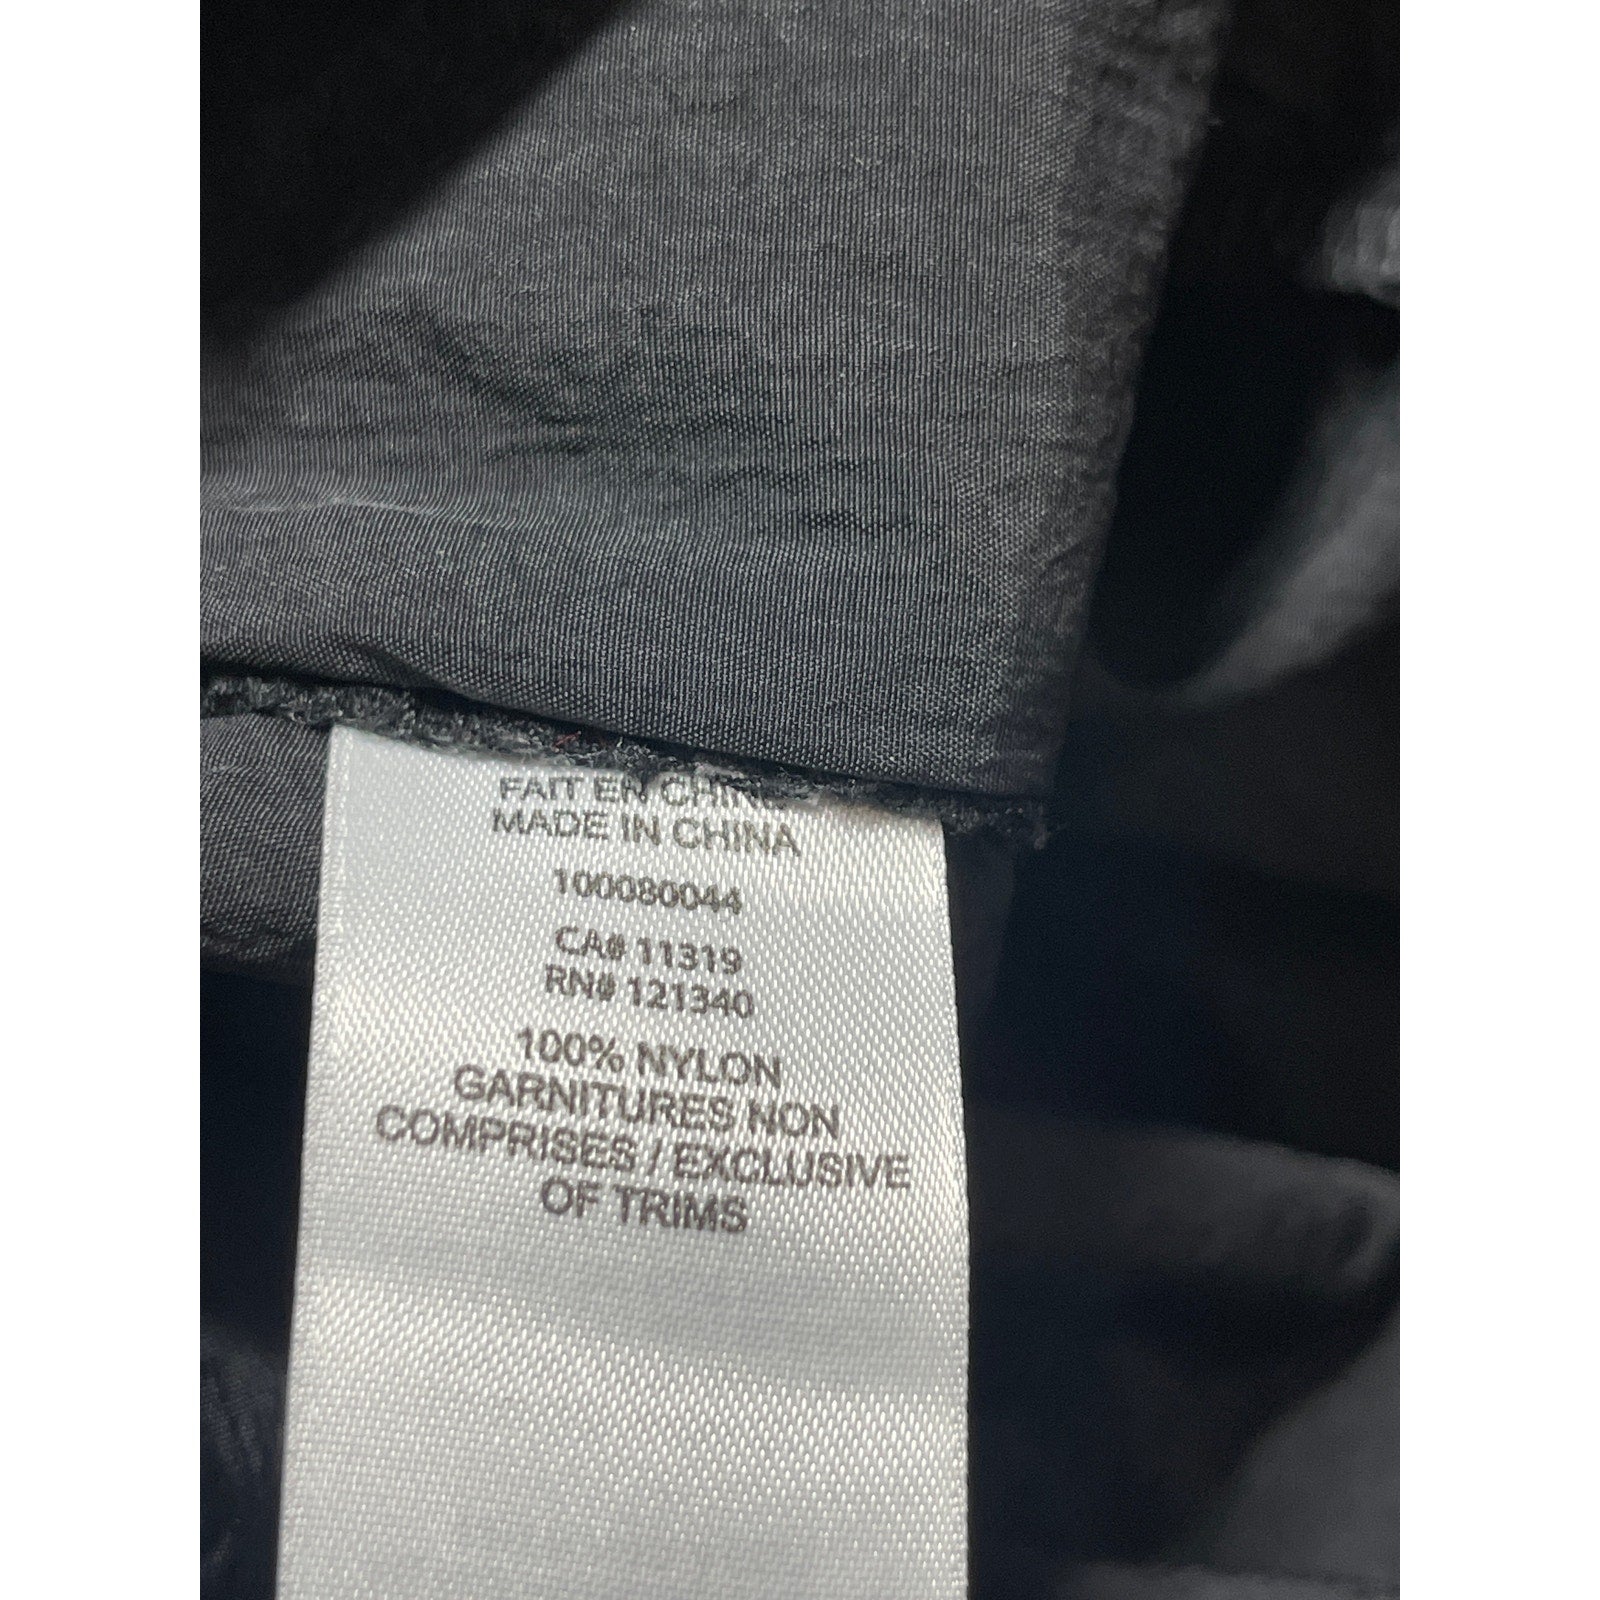 FAIT EN CHINE
MADE IN CHINA
100080044
CA# 11319
RN# 121340
100% NYLON
GARNITURES NON
COMPRISES / EXCLUSIVE
OF TRIMS